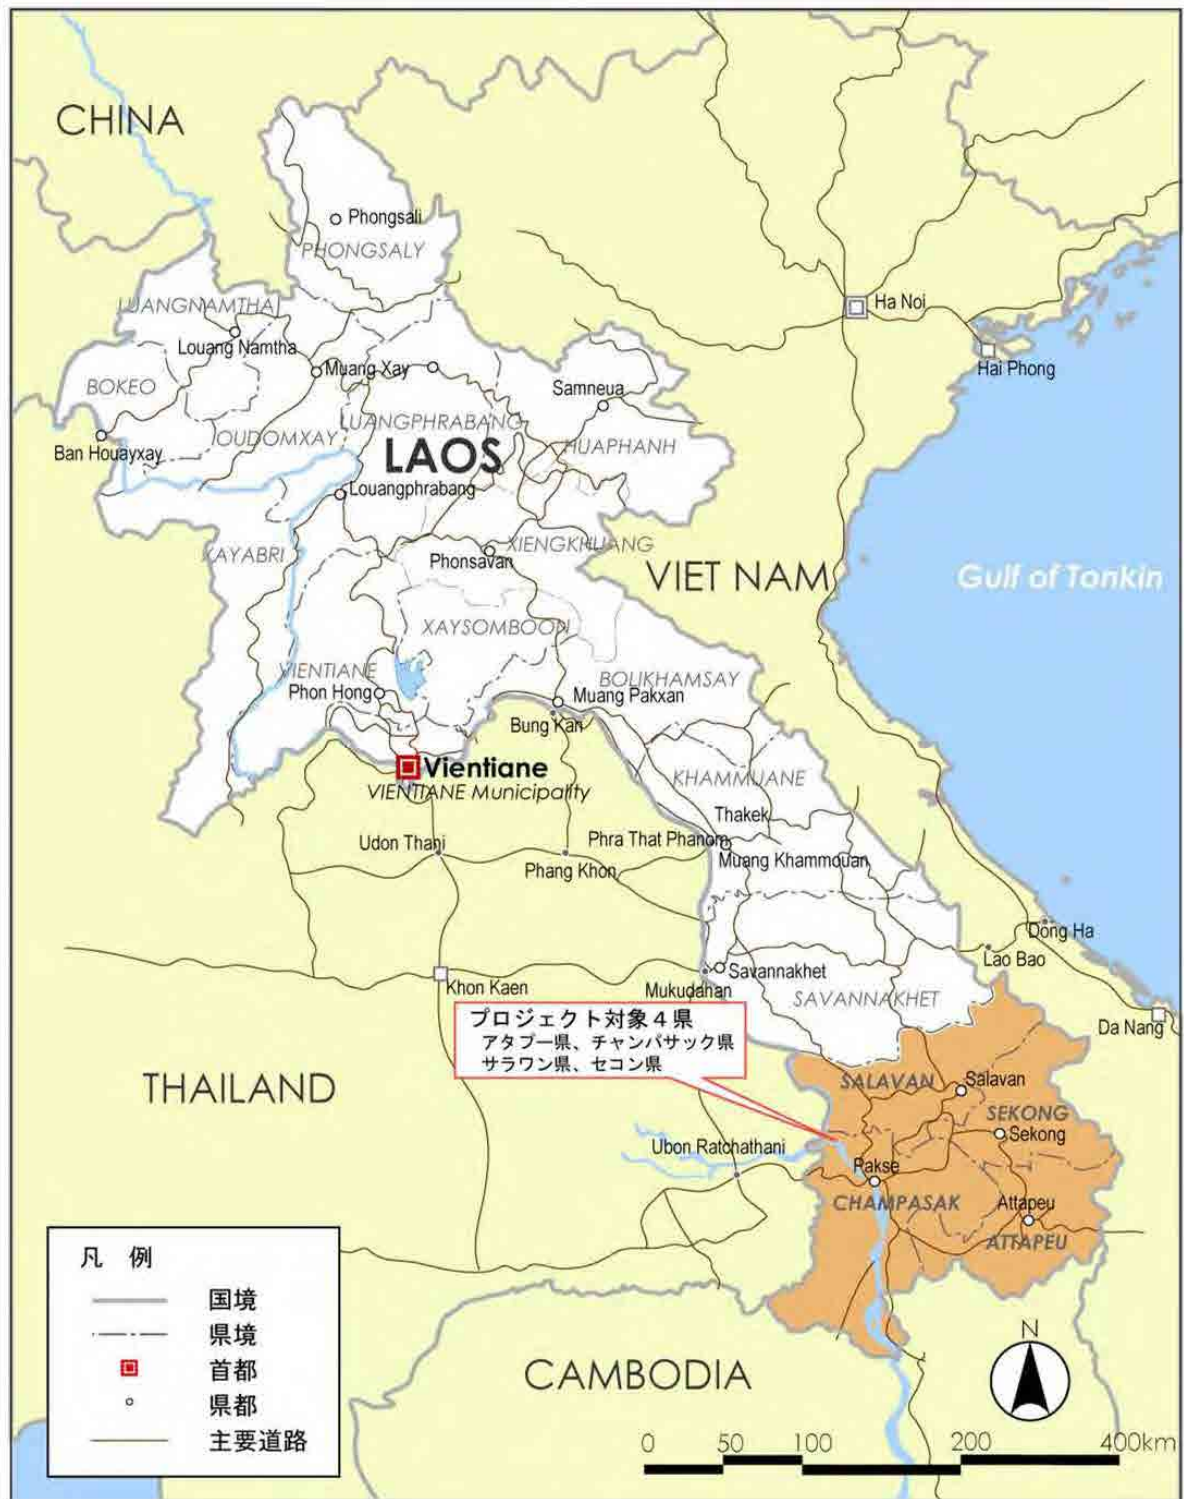 CHINA
Phongsali
PHONGSALY
LUANGNAMTHA
Ha Noi
Louang Namtha
Hai Phong
Muang Xay
BOKEO
Samneua
LUANGPHRABANG
OUDOMXAY
HUAPHANH
Ban Houayxay
LAOS
Louangphrabang
XAYABRI
XIENGKHUANG
Phonsavan
VIET NAM
Gulf of Tonkin
XAYSOMBOON
VIENTIANE
BOLIKHAMSAY
Phon Hong
Muang Pakxan
Bung Kan
Vientiane
VIENTIANE Municipality
KHAMMUANE
Thakek
Udon Thani
Phra That Phanom
Muang Khammouan
Phang Khon
Dong Ha
Lao Bao
Savannakhet
Khon Kaen
Mukudahan
SAVANNAKHET
Da Nang
プロジェクト対象4県
アタプー県、チャンパサック県
サラワン県、セコン県
THAILAND
SALAVAN
Salavan
SEKONG
Sekong
Ubon Ratchathani
Pakse
CHAMPASAK
Attapeu
ATTAPEU
凡 例
国境
県境
首都
県都
主要道路
CAMBODIA
N
0 50 100 200 400km